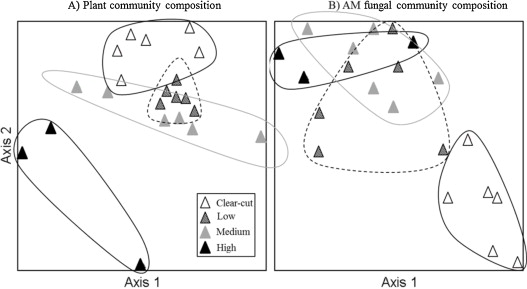 A) Plant community composition
B) AM fungal community composition
Axis 2
Clear-cut
Low
Medium
High
Axis 1
Axis 1